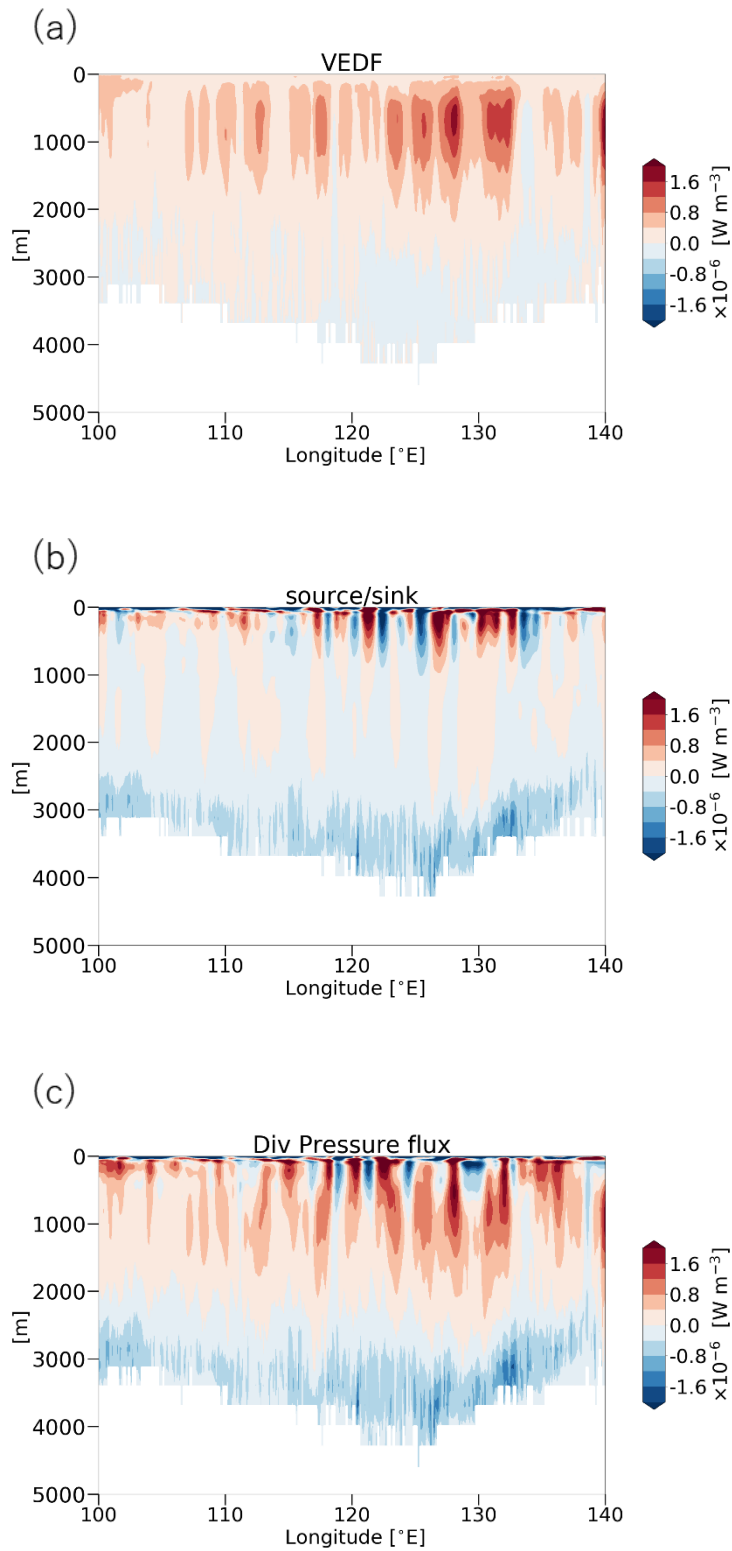 (a)
VEDF
0
1000
2000
3000
4000
5000
[m]
100 110 120 130 140
Longitude [°E]
1.6
0.8
0.0
-0.8
-1.6
×10⁻⁶ [W m⁻³]
(b)
source/sink
0
1000
2000
3000
4000
5000
[m]
100 110 120 130 140
Longitude [°E]
1.6
0.8
0.0
-0.8
-1.6
×10⁻⁶ [W m⁻³]
(c)
Div Pressure flux
0
1000
2000
3000
4000
5000
[m]
100 110 120 130 140
Longitude [°E]
1.6
0.8
0.0
-0.8
-1.6
×10⁻⁶ [W m⁻³]